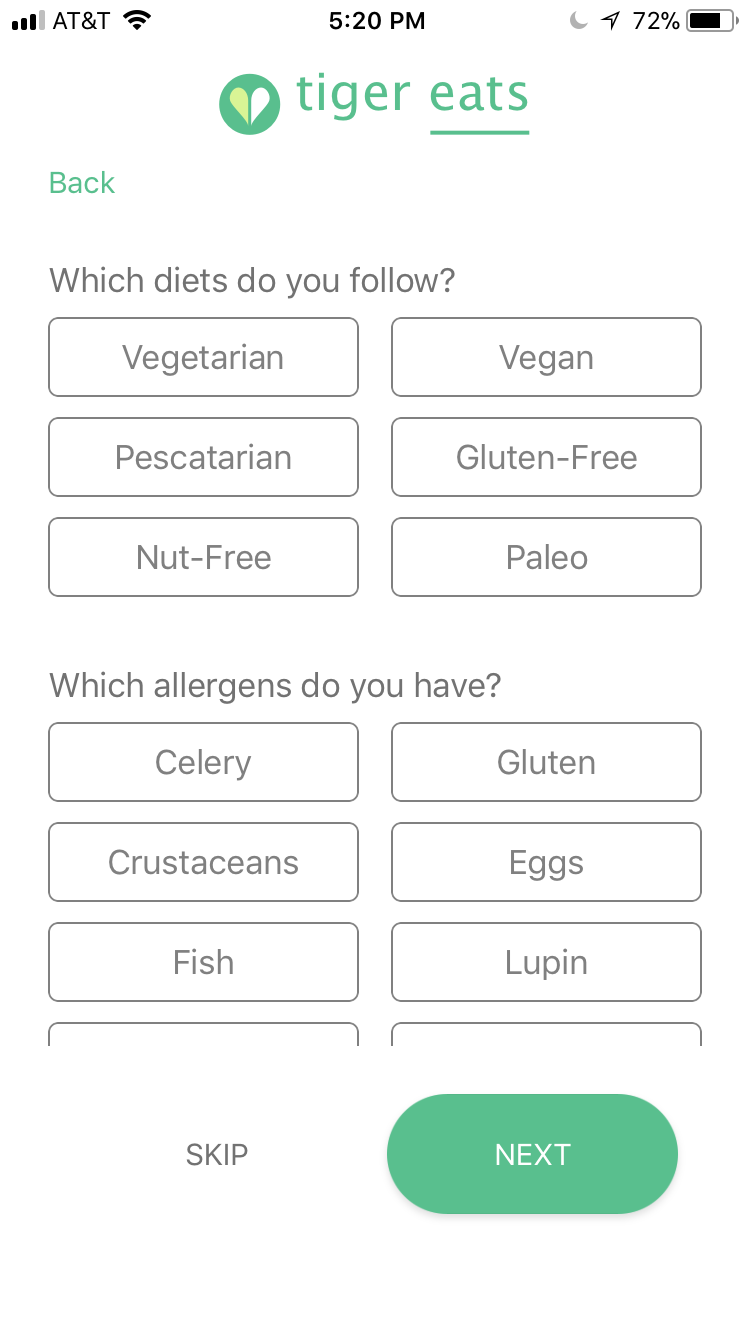 AT&T 5:20 PM 72%
tiger eats
Back
Which diets do you follow?
Vegetarian Vegan
Pescatarian Gluten-Free
Nut-Free Paleo
Which allergens do you have?
Celery Gluten
Crustaceans Eggs
Fish Lupin
SKIP NEXT